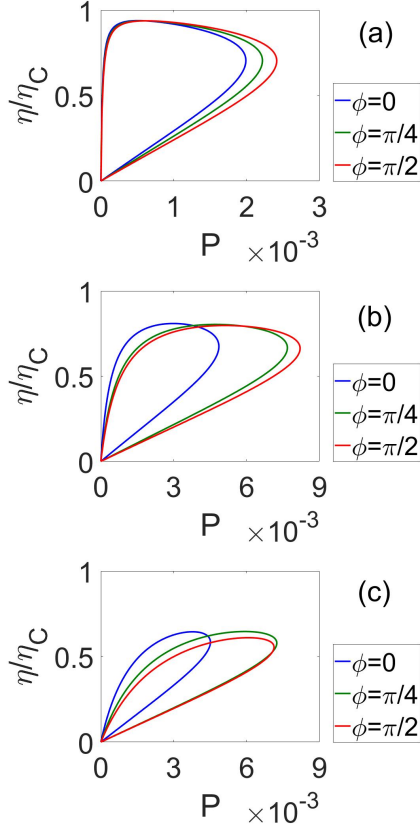 (a)
1
0.5
0
η/η_C
0 1 2 3
P ×10⁻³
ϕ=0
ϕ=π/4
ϕ=π/2
(b)
1
0.5
0
η/η_C
0 3 6 9
P ×10⁻³
ϕ=0
ϕ=π/4
ϕ=π/2
(c)
1
0.5
0
η/η_C
0 3 6 9
P ×10⁻³
ϕ=0
ϕ=π/4
ϕ=π/2